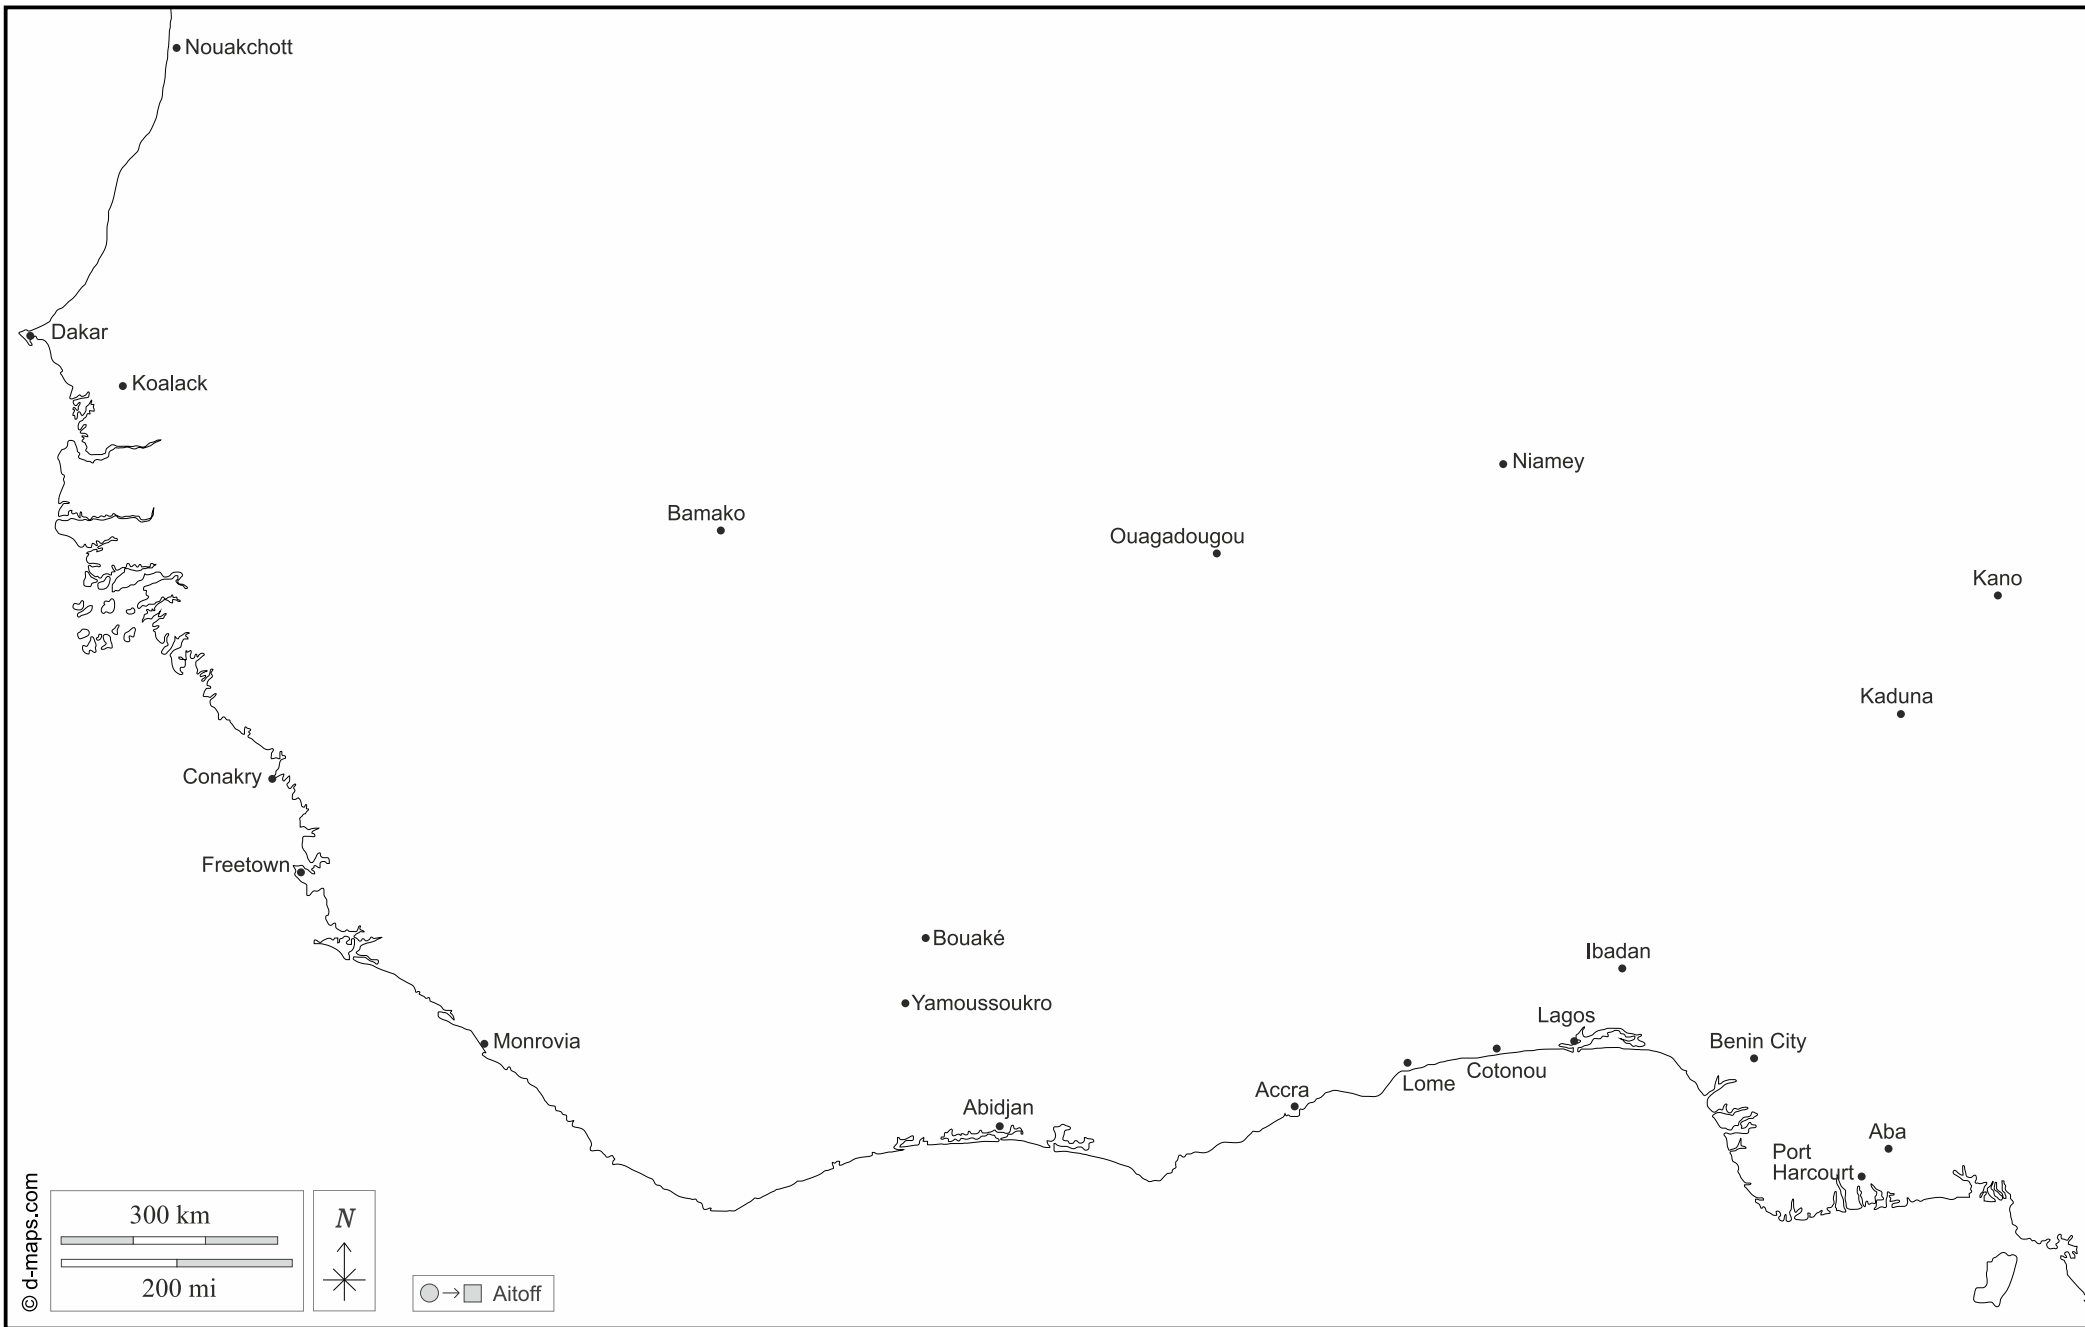 Nouakchott
Dakar
Koalack
Niamey
Bamako
Ouagadougou
Kano
Kaduna
Conakry
Freetown
Bouaké
Ibadan
Yamoussoukro
Lagos
Monrovia
Benin City
Cotonou
Lome
Accra
Abidjan
Aba
Port
Harcourt
© d-maps.com
300 km
200 mi
N
Aitoff